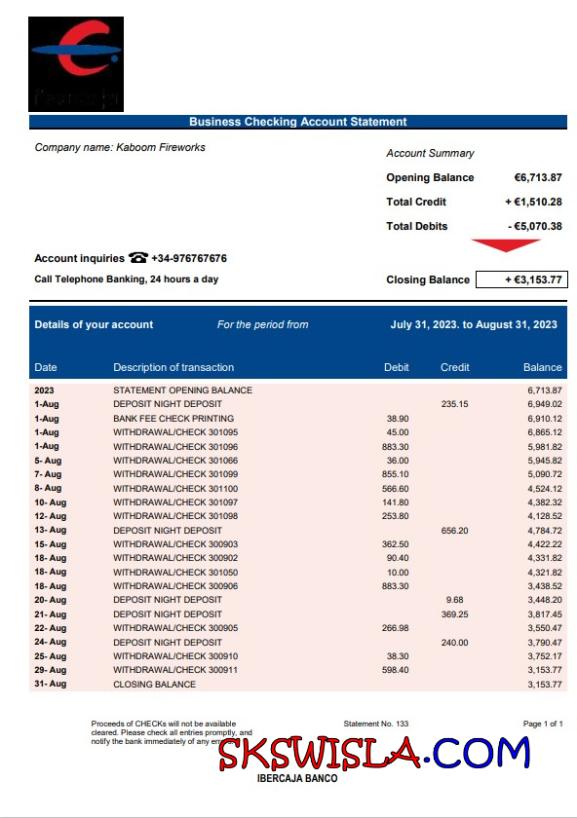 Business Checking Account Statement
Company name: Kaboom Fireworks
Account Summary
Opening Balance €6,713.87
Total Credit + €1,510.28
Total Debits - €5,070.38
Account inquiries ☎ +34-976767676
Call Telephone Banking, 24 hours a day
Closing Balance + €3,153.77
Details of your account For the period from July 31, 2023. to August 31, 2023
Date Description of transaction Debit Credit Balance
2023 STATEMENT OPENING BALANCE 6,713.87
1-Aug DEPOSIT NIGHT DEPOSIT 235.15 6,949.02
1-Aug BANK FEE CHECK PRINTING 38.90 6,910.12
1-Aug WITHDRAWAL/CHECK 301095 45.00 6,865.12
1-Aug WITHDRAWAL/CHECK 301096 883.30 5,981.82
5- Aug WITHDRAWAL/CHECK 301066 36.00 5,945.82
7- Aug WITHDRAWAL/CHECK 301099 855.10 5,090.72
8- Aug WITHDRAWAL/CHECK 301100 566.60 4,524.12
10- Aug WITHDRAWAL/CHECK 301097 141.80 4,382.32
12- Aug WITHDRAWAL/CHECK 301098 253.80 4,128.52
13- Aug DEPOSIT NIGHT DEPOSIT 656.20 4,784.72
15- Aug WITHDRAWAL/CHECK 300903 362.50 4,422.22
18- Aug WITHDRAWAL/CHECK 300902 90.40 4,331.82
18- Aug WITHDRAWAL/CHECK 301050 10.00 4,321.82
18- Aug WITHDRAWAL/CHECK 300906 883.30 3,438.52
20- Aug DEPOSIT NIGHT DEPOSIT 9.68 3,448.20
21- Aug DEPOSIT NIGHT DEPOSIT 369.25 3,817.45
22- Aug WITHDRAWAL/CHECK 300905 266.98 3,550.47
24- Aug DEPOSIT NIGHT DEPOSIT 240.00 3,790.47
25- Aug WITHDRAWAL/CHECK 300910 38.30 3,752.17
29- Aug WITHDRAWAL/CHECK 300911 598.40 3,153.77
31- Aug CLOSING BALANCE 3,153.77
Proceeds of CHECKs will not be available Statement No. 133 Page 1 of 1
cleared. Please check all entries promptly, and
notify the bank immediately of any
SKSWISLA.COM
IBERCAJA BANCO